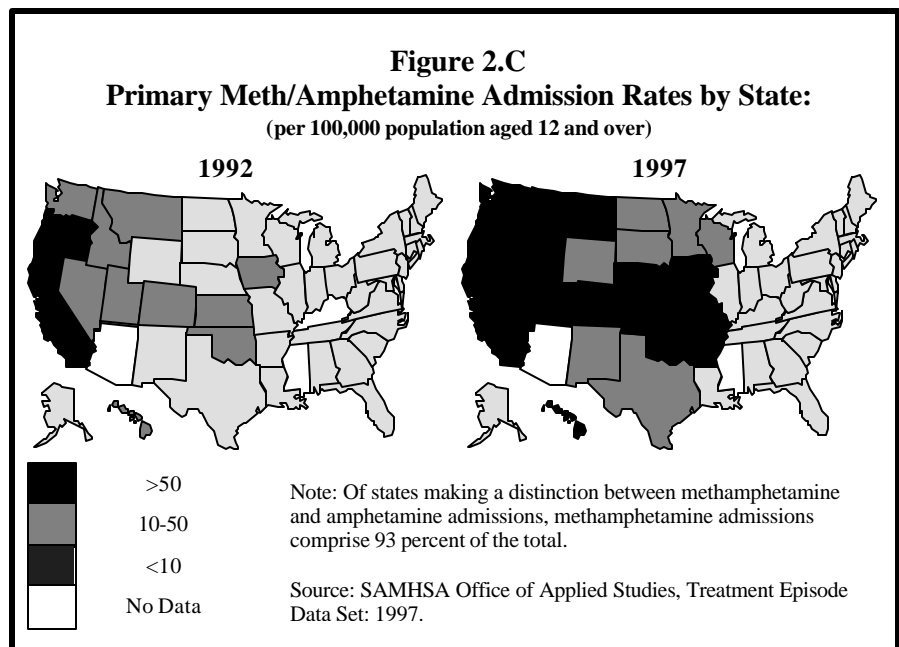 Figure 2.C
Primary Meth/Amphetamine Admission Rates by State:
(per 100,000 population aged 12 and over)
1992
1997
>50
10-50
<10
No Data
Note: Of states making a distinction between methamphetamine
and amphetamine admissions, methamphetamine admissions
comprise 93 percent of the total.
Source: SAMHSA Office of Applied Studies, Treatment Episode
Data Set: 1997.